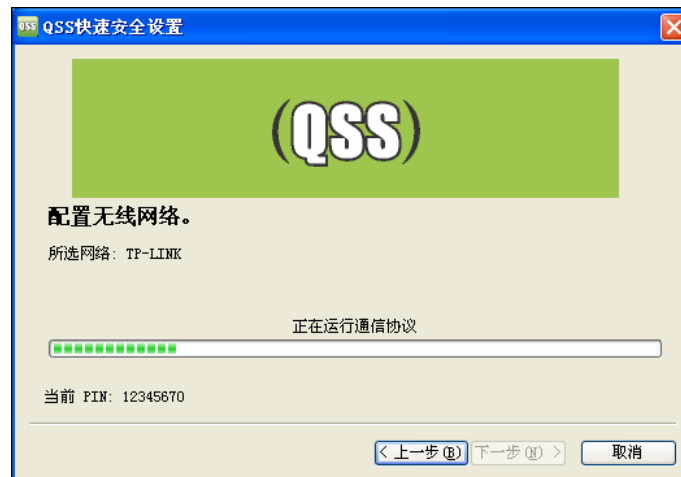 QSS QSS快速安全设置
(QSS)
配置无线网络。
所选网络: TP-LINK
正在运行通信协议
当前 PIN: 12345670
< 上一步(B) 下一步(N) > 取消